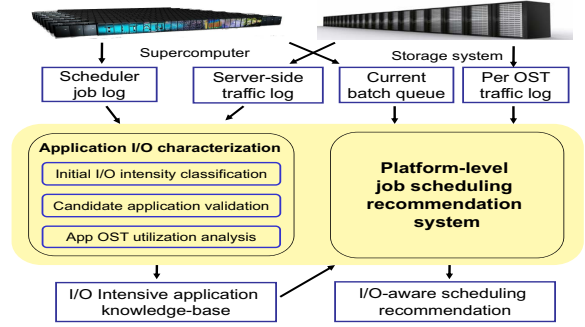 Supercomputer
Storage system
Scheduler
job log
Server-side
traffic log
Current
batch queue
Per OST
traffic log
Application I/O characterization
Initial I/O intensity classification
Candidate application validation
App OST utilization analysis
Platform-level
job scheduling
recommendation
system
I/O Intensive application
knowledge-base
I/O-aware scheduling
recommendation